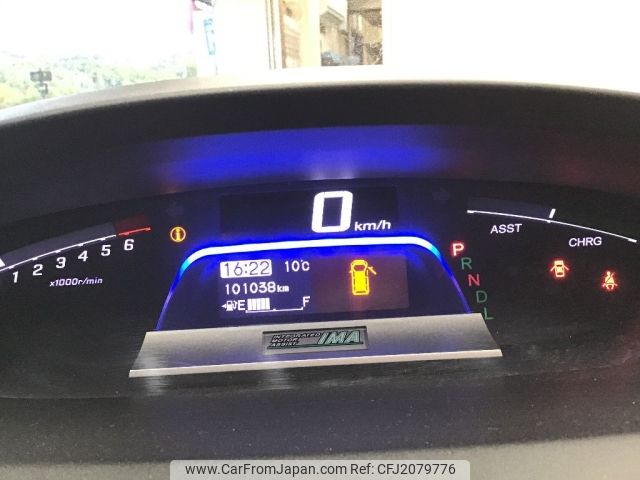 0 km/h
1 2 3 4 5 6
x1000r/min
ASST
CHRG
16:22 10℃
101038km
E F
P
R
N
D
L
INTEGRATED
MOTOR
ASSIST
IMA
www.CarFromJapan.com | Ref: CFJ2079776